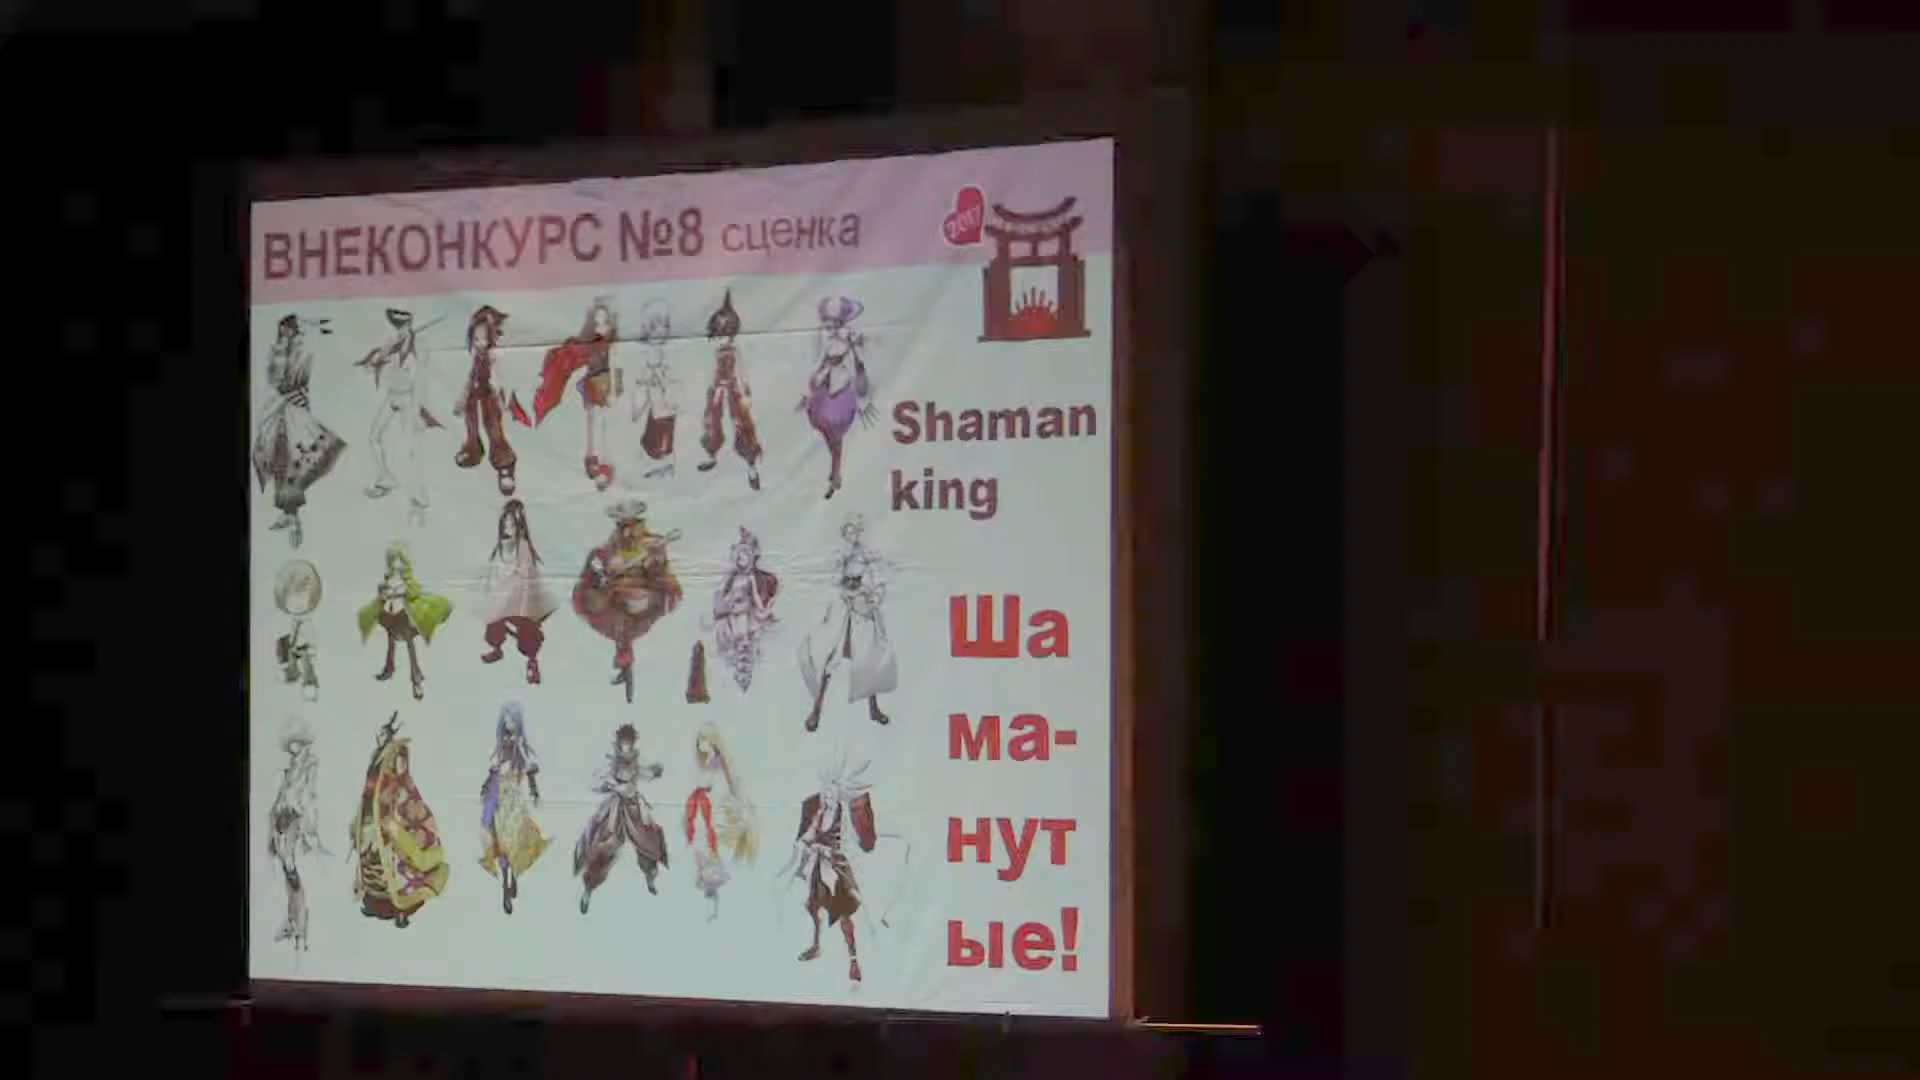 ВНЕКОНКУРС №8 сценка
2017
Shaman
king
Ша
ма-
нут
ые!